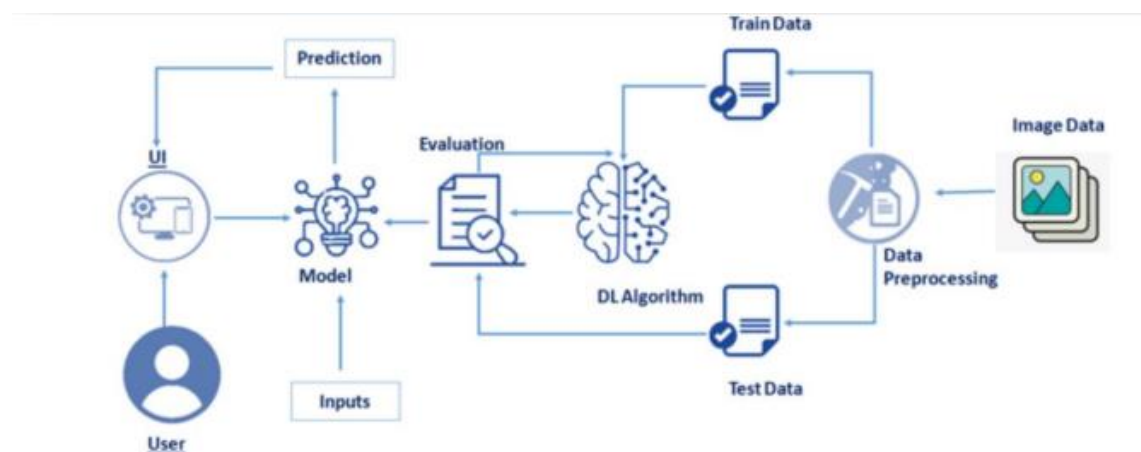 Train Data
Prediction
Image Data
Evaluation
UI
Data
Preprocessing
Model
DL Algorithm
Test Data
Inputs
User